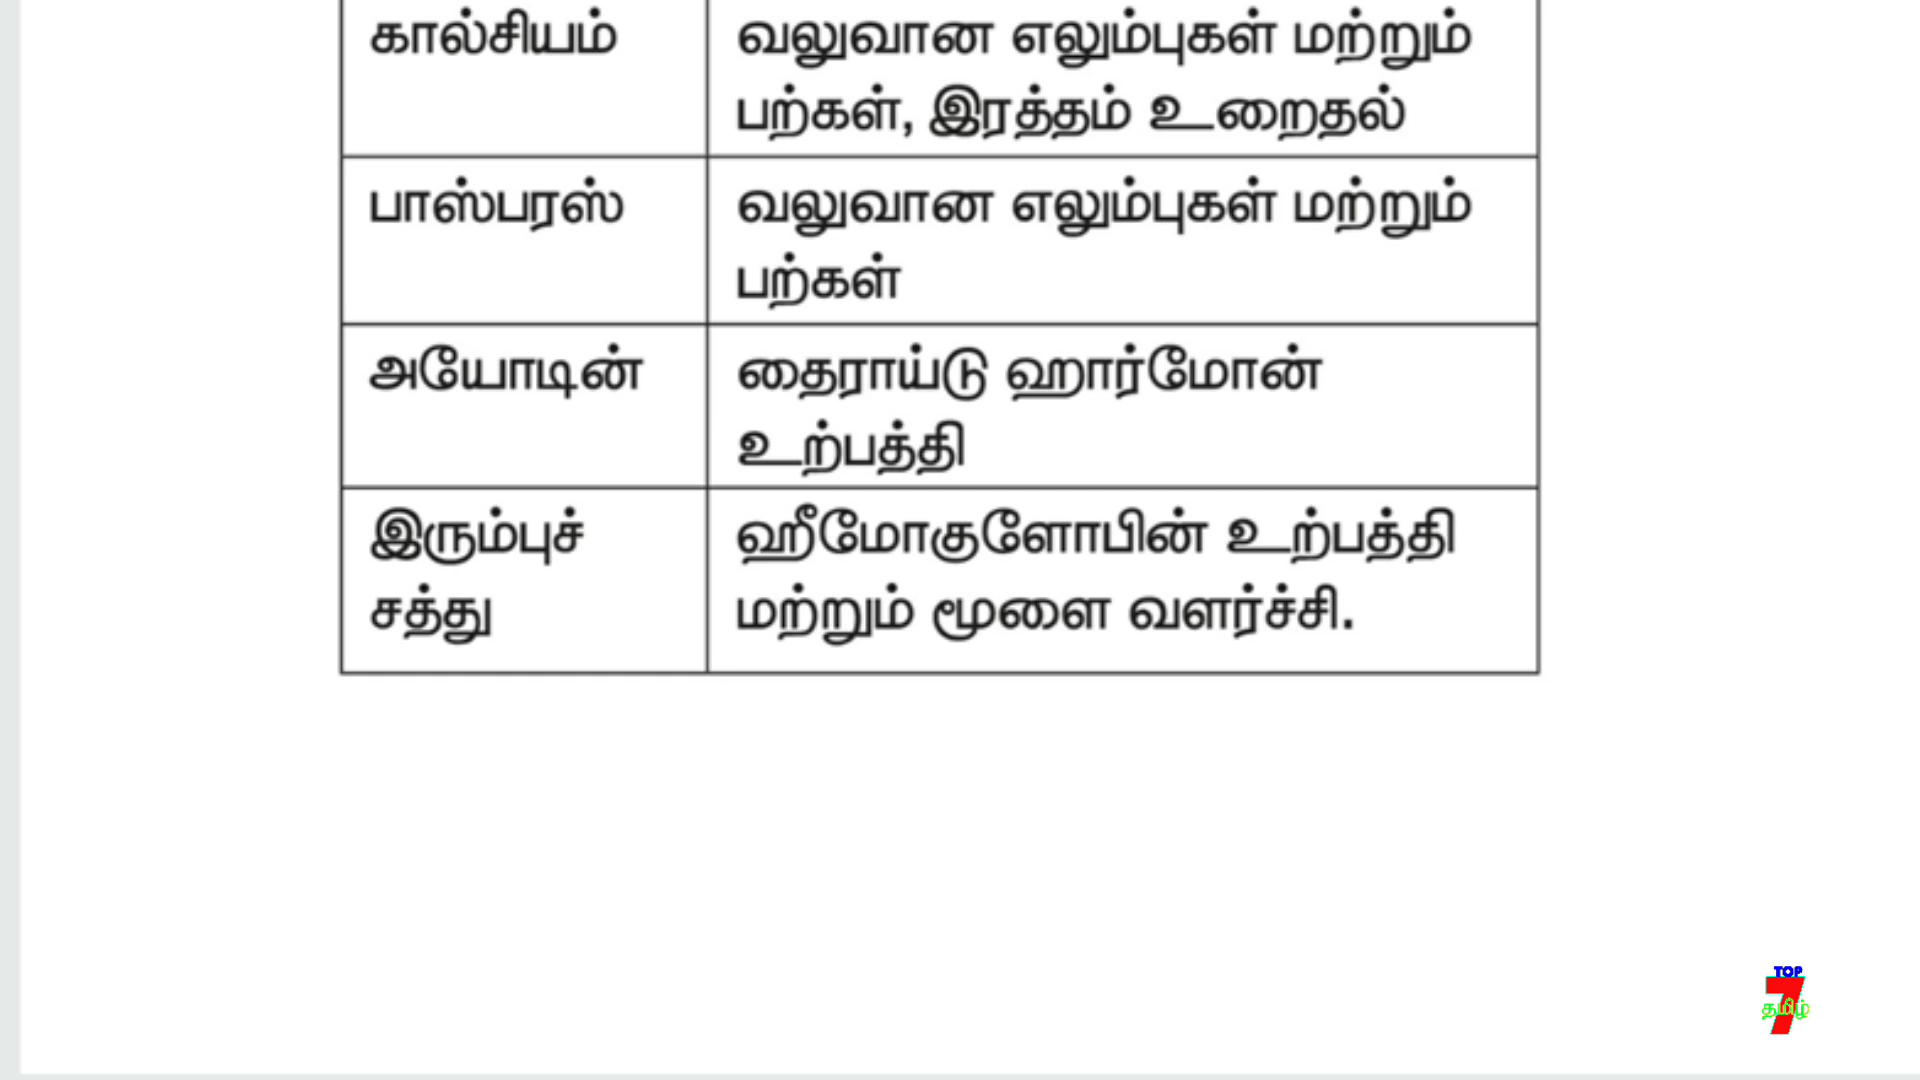 கால்சியம்
வலுவான எலும்புகள் மற்றும்
பற்கள், இரத்தம் உறைதல்
பாஸ்பரஸ்
வலுவான எலும்புகள் மற்றும்
பற்கள்
அயோடின்
தைராய்டு ஹார்மோன்
உற்பத்தி
இரும்புச்
சத்து
ஹீமோகுளோபின் உற்பத்தி
மற்றும் மூளை வளர்ச்சி.
TOP
7
தமிழ்